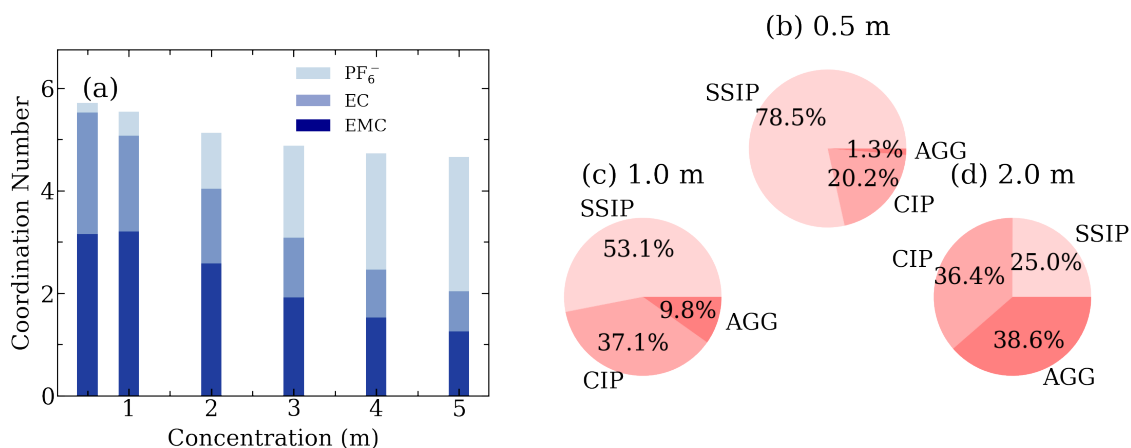 (a)
PF₆⁻
EC
EMC
Coordination Number
6
4
2
0
1
2
3
4
5
Concentration (m)
(b) 0.5 m
SSIP
78.5%
1.3%
AGG
20.2%
CIP
(c) 1.0 m
SSIP
53.1%
9.8%
AGG
37.1%
CIP
(d) 2.0 m
SSIP
CIP
25.0%
36.4%
38.6%
AGG